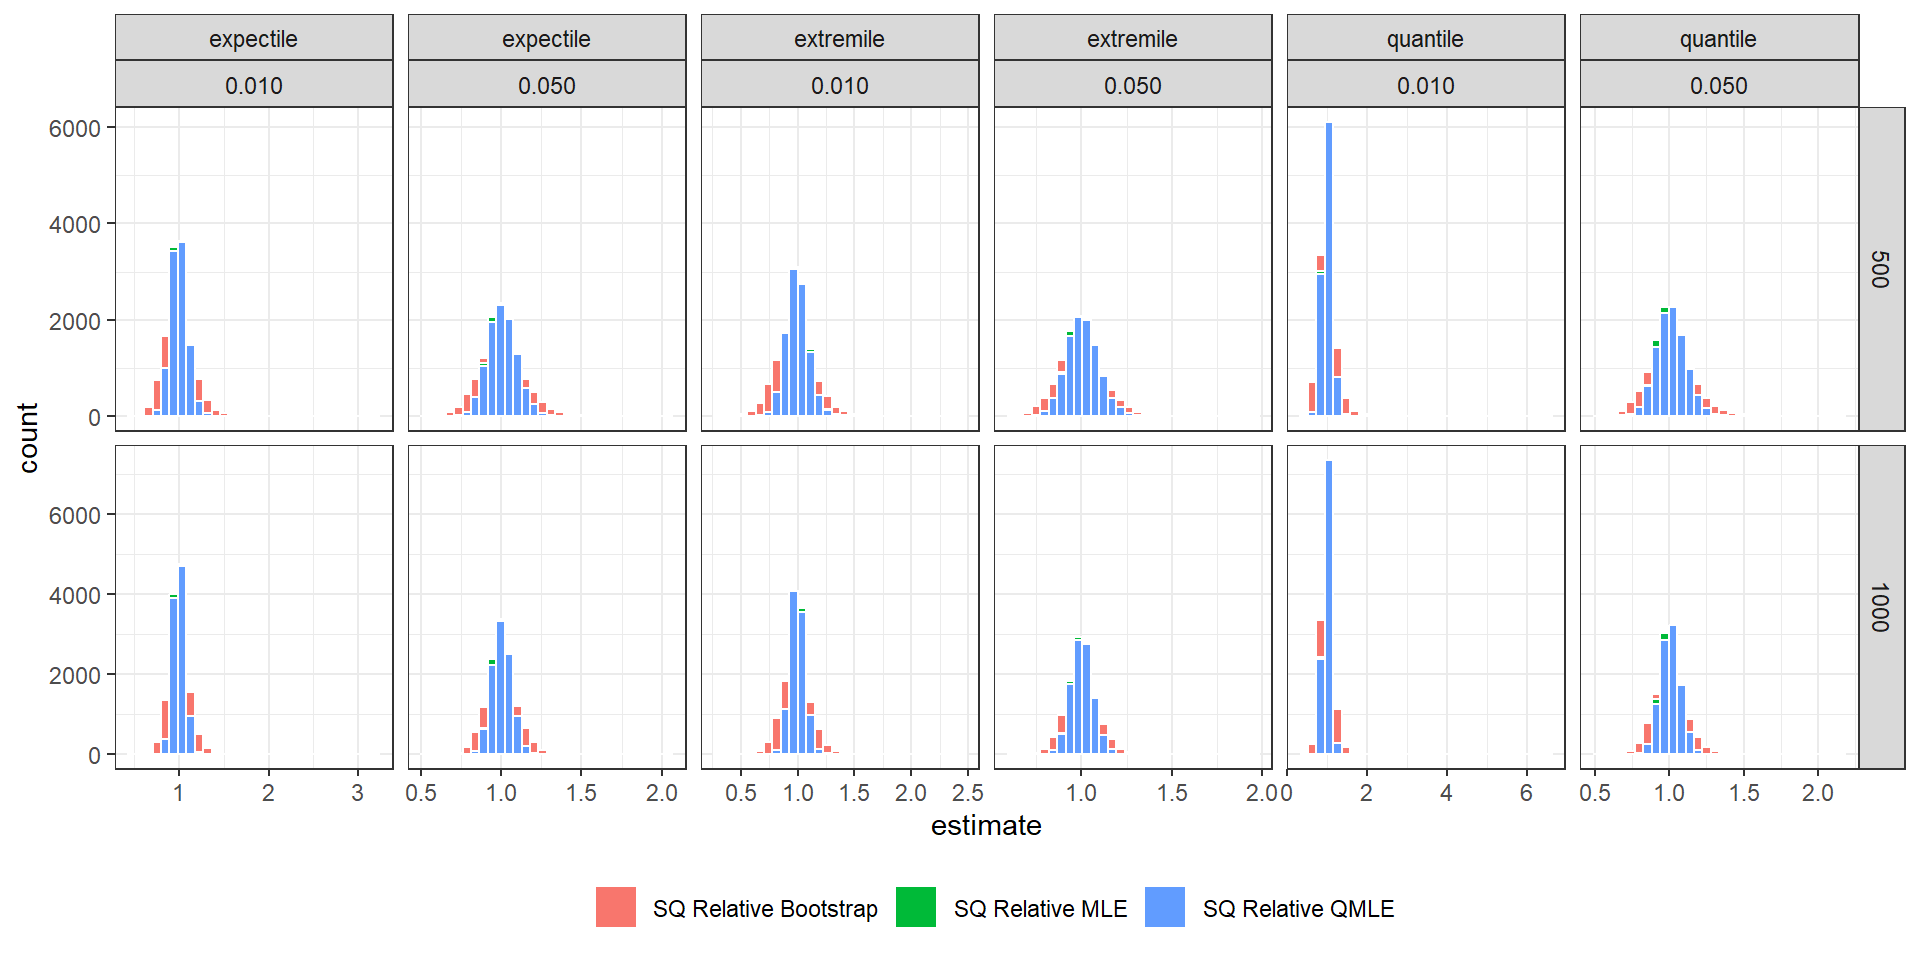 expectile expectile extremile extremile quantile quantile
0.010 0.050 0.010 0.050 0.010 0.050
6000
4000
2000
0
500
count
6000
4000
2000
0
1000
1 2 3 0.5 1.0 1.5 2.0 0.5 1.0 1.5 2.0 2.5 1.0 1.5 2.0 0 2 4 6 0.5 1.0 1.5 2.0
estimate
SQ Relative Bootstrap SQ Relative MLE SQ Relative QMLE